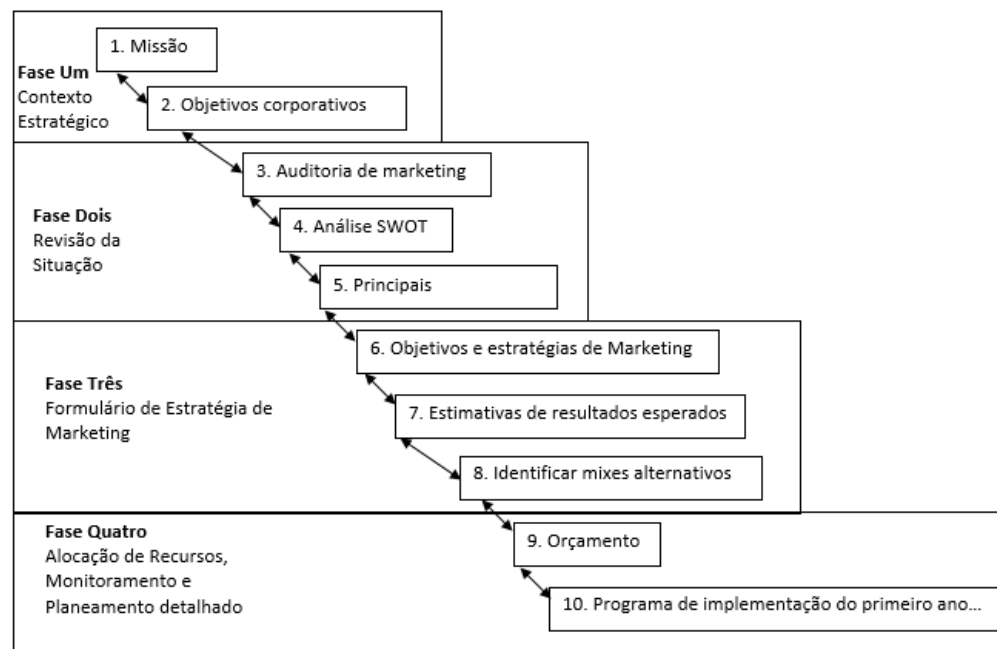 1. Missão
Fase Um
Contexto
Estratégico
2. Objetivos corporativos
3. Auditoria de marketing
Fase Dois
Revisão da
Situação
4. Análise SWOT
5. Principais
6. Objetivos e estratégias de Marketing
Fase Três
Formulário de Estratégia de
Marketing
7. Estimativas de resultados esperados
8. Identificar mixes alternativos
Fase Quatro
Alocação de Recursos,
Monitoramento e
Planeamento detalhado
9. Orçamento
10. Programa de implementação do primeiro ano...